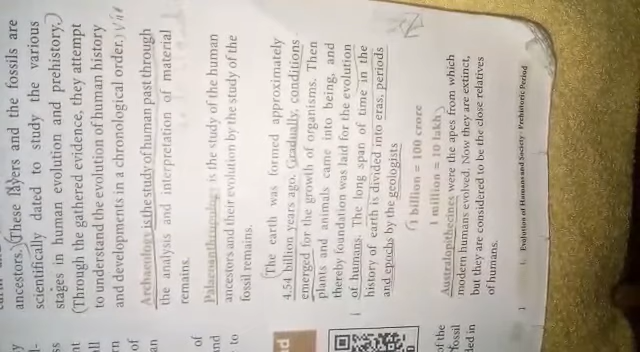 ancestors. These layers and the fossils are
scientifically dated to study the various
stages in human evolution and prehistory.
(Through the gathered evidence, they attempt
to understand the evolution of human history
and developments in a chronological order.)
Archaeology is the study of human past through
the analysis and interpretation of material
remains.
Palaeoanthropology is the study of the human
ancestors and their evolution by the study of the
fossil remains.
The earth was formed approximately
4.54 billion years ago. Gradually, conditions
emerged for the growth of organisms. Then
plants and animals came into being, and
thereby foundation was laid for the evolution
of humans. The long span of time in the
history of earth is divided into eras, periods
and epochs by the geologists
1 billion = 100 crore
1 million = 10 lakh
Australopithecines were the apes from which
modern humans evolved. Now they are extinct,
but they are considered to be the close relatives
of humans.
1 Evolution of Humans and Society - Prehistoric Period
of
an
of
and
to
of the
fossil
ded in